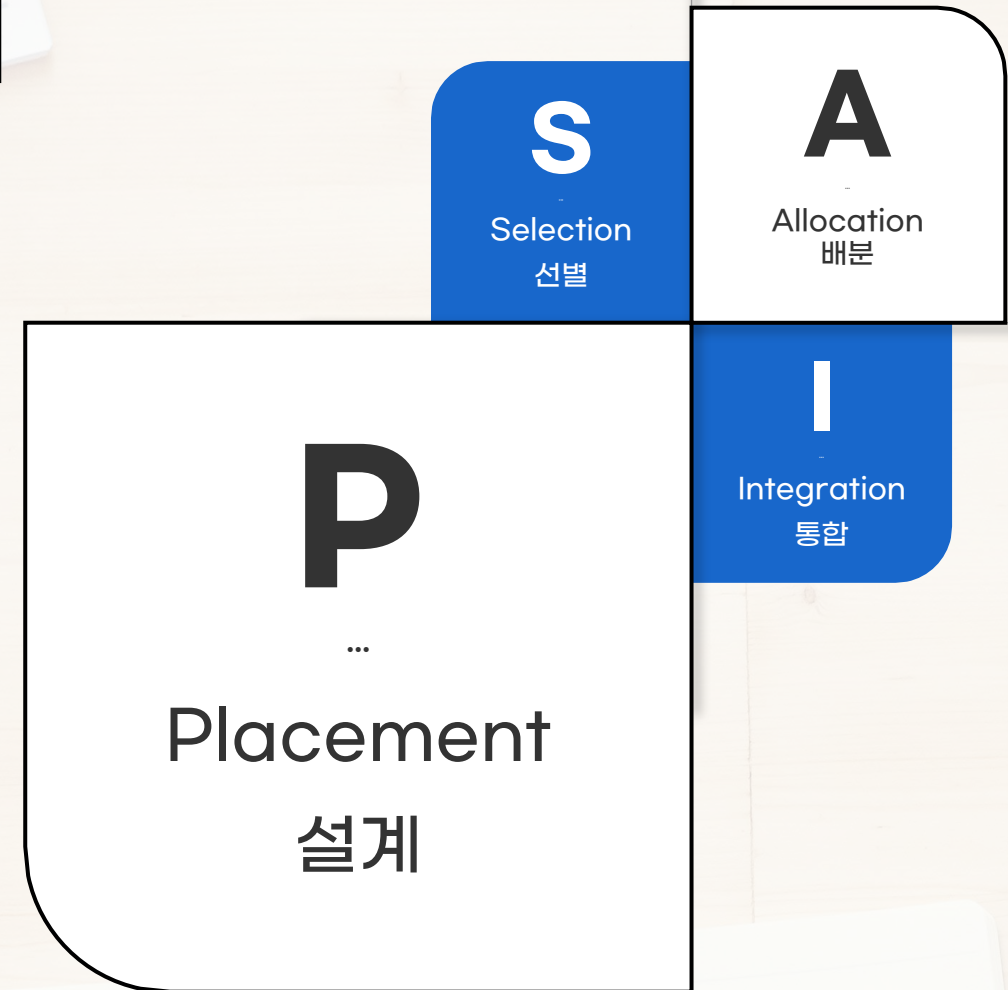 S
Selection
선별
A
Allocation
배분
P
...
Placement
설계
I
Integration
통합